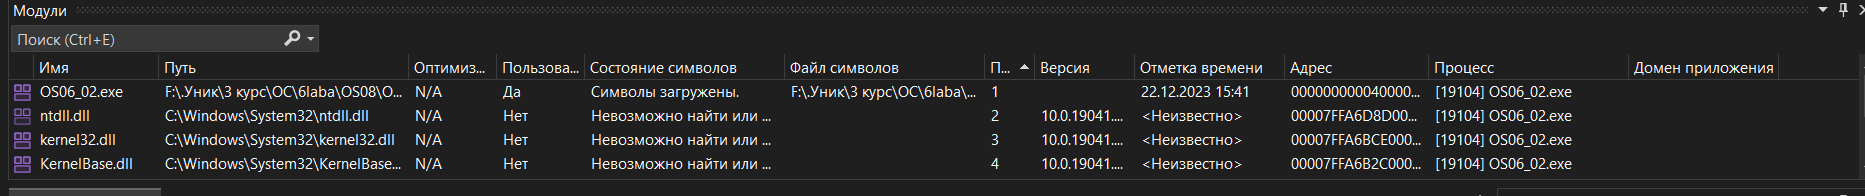 Модули
Поиск (Ctrl+E)
Имя Путь Оптимиз... Пользова... Состояние символов Файл символов П... Версия Отметка времени Адрес Процесс Домен приложения
OS06_02.exe F:\.Уник\3 курс\ОС\6laba\OS08\O... N/A Да Символы загружены. F:\.Уник\3 курс\ОС\6laba\... 1 22.12.2023 15:41 000000000040000... [19104] OS06_02.exe
ntdll.dll C:\Windows\System32\ntdll.dll N/A Нет Невозможно найти или ... 2 10.0.19041.... <Неизвестно> 00007FFA6D8D00... [19104] OS06_02.exe
kernel32.dll C:\Windows\System32\kernel32.dll N/A Нет Невозможно найти или ... 3 10.0.19041.... <Неизвестно> 00007FFA6BCE000... [19104] OS06_02.exe
KernelBase.dll C:\Windows\System32\KernelBase... N/A Нет Невозможно найти или ... 4 10.0.19041.... <Неизвестно> 00007FFA6B2C000... [19104] OS06_02.exe